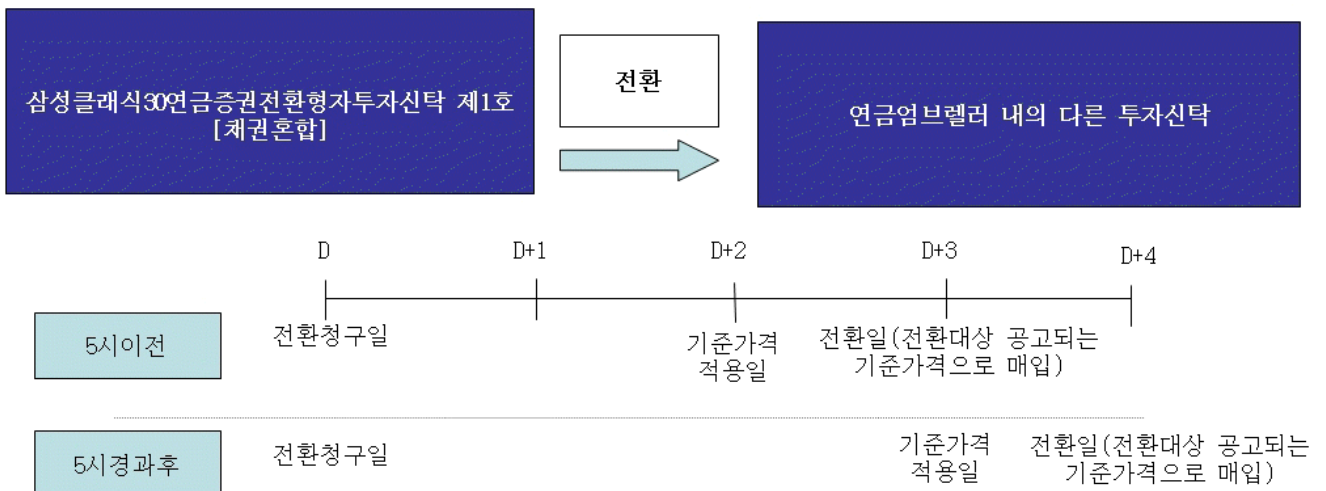 삼성클래식30연금증권전환형자투자신탁 제1호
[채권혼합]
전환
연금엄브렐러 내의 다른 투자신탁
D
D+1
D+2
D+3
D+4
5시이전
전환청구일
기준가격
적용일
전환일(전환대상 공고되는
기준가격으로 매입)
5시경과후
전환청구일
기준가격
적용일
전환일(전환대상 공고되는
기준가격으로 매입)